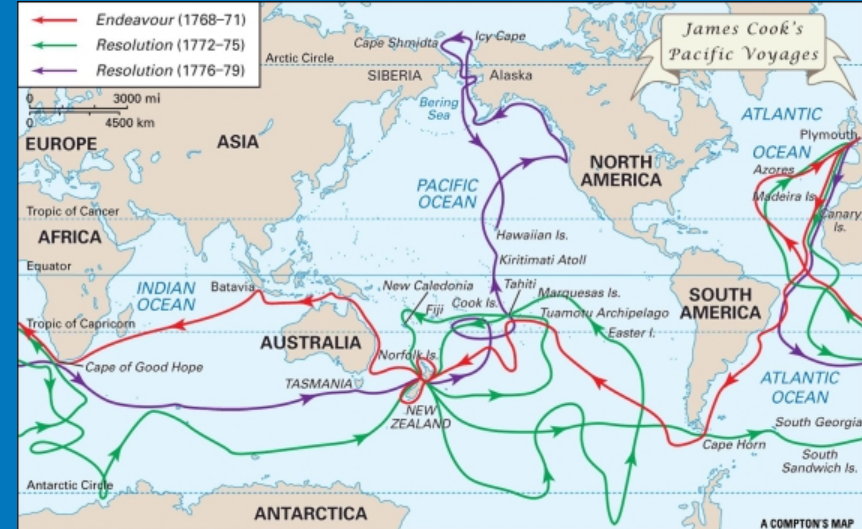 Endeavour (1768–71)
Resolution (1772–75)
Resolution (1776–79)
0 3000 mi
0 4500 km
James Cook's
Pacific Voyages
Cape Shmidta
Icy Cape
Arctic Circle
SIBERIA
Alaska
Bering
Sea
EUROPE
ASIA
ATLANTIC
OCEAN
Plymouth
Azores
Madeira Is.
Canary
Is.
NORTH
AMERICA
PACIFIC
OCEAN
Tropic of Cancer
AFRICA
Hawaiian Is.
Kiritimati Atoll
Equator
INDIAN
OCEAN
Batavia
New Caledonia
Fiji
Cook Is.
Tahiti
Marquesas Is.
Tuamotu Archipelago
Easter I.
SOUTH
AMERICA
Tropic of Capricorn
AUSTRALIA
Norfolk Is.
Cape of Good Hope
TASMANIA
NEW
ZEALAND
ATLANTIC
OCEAN
South Georgia
Cape Horn
South
Sandwich Is.
Antarctic Circle
ANTARCTICA
A COMPTON'S MAP